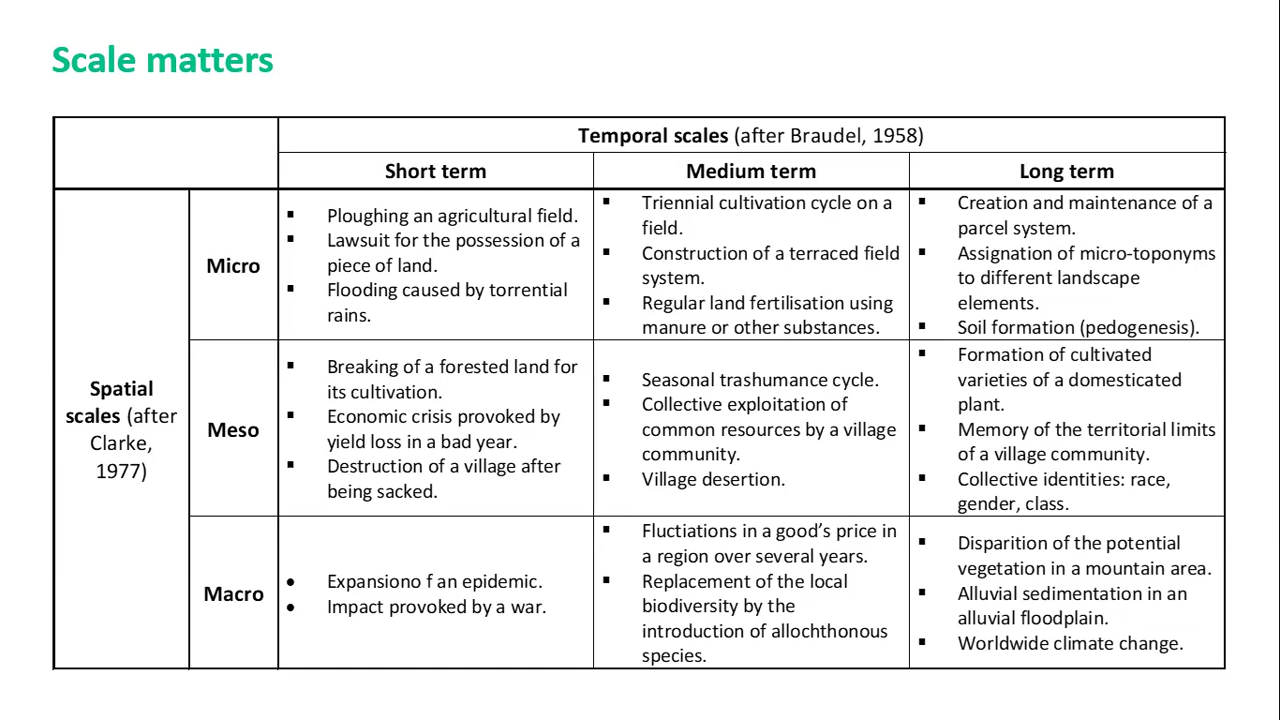 Scale matters
Temporal scales (after Braudel, 1958)
Short term
Medium term
Long term
Spatial
scales (after
Clarke,
1977)
Micro
▪ Ploughing an agricultural field.
▪ Lawsuit for the possession of a
piece of land.
▪ Flooding caused by torrential
rains.
▪ Triennial cultivation cycle on a
field.
▪ Construction of a terraced field
system.
▪ Regular land fertilisation using
manure or other substances.
▪ Creation and maintenance of a
parcel system.
▪ Assignation of micro-toponyms
to different landscape
elements.
▪ Soil formation (pedogenesis).
Meso
▪ Breaking of a forested land for
its cultivation.
▪ Economic crisis provoked by
yield loss in a bad year.
▪ Destruction of a village after
being sacked.
▪ Seasonal trashumance cycle.
▪ Collective exploitation of
common resources by a village
community.
▪ Village desertion.
▪ Formation of cultivated
varieties of a domesticated
plant.
▪ Memory of the territorial limits
of a village community.
▪ Collective identities: race,
gender, class.
Macro
• Expansiono f an epidemic.
• Impact provoked by a war.
▪ Fluctiations in a good’s price in
a region over several years.
▪ Replacement of the local
biodiversity by the
introduction of allochthonous
species.
▪ Disparition of the potential
vegetation in a mountain area.
▪ Alluvial sedimentation in an
alluvial floodplain.
▪ Worldwide climate change.